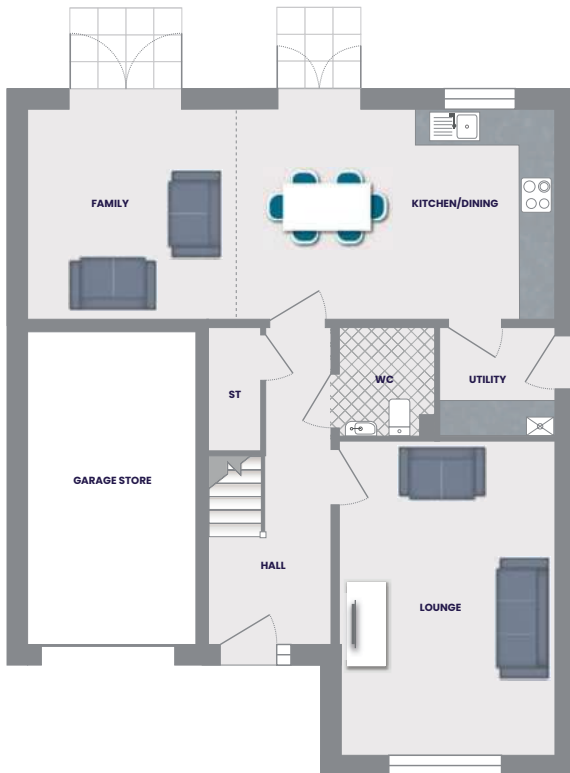 FAMILY
KITCHEN/DINING
WC
UTILITY
ST
GARAGE STORE
HALL
LOUNGE